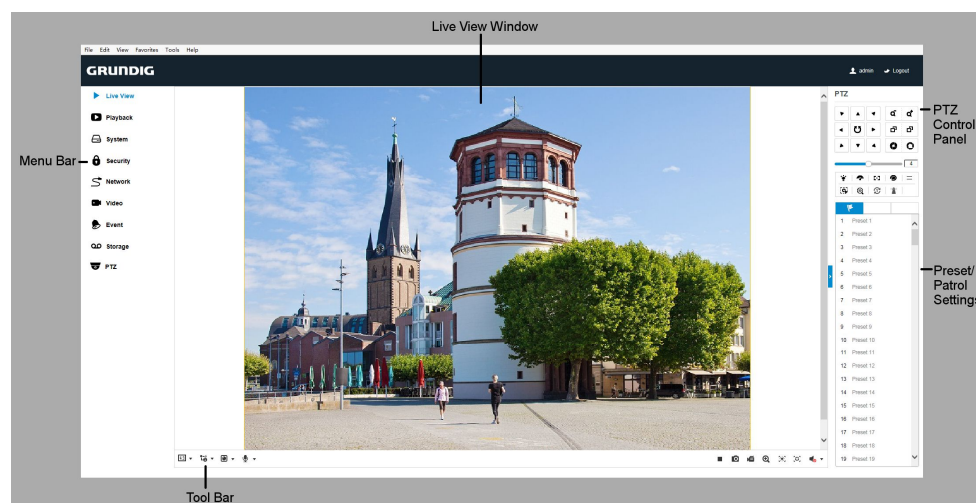 Live View Window
File Edit View Favorites Tools Help
GRUNDIG
admin Logout
Live View
Playback
System
Security
Network
Video
Event
Storage
PTZ
Menu Bar
PTZ
4
PTZ
Control
Panel
1 Preset 1
2 Preset 2
3 Preset 3
4 Preset 4
5 Preset 5
6 Preset 6
7 Preset 7
8 Preset 8
9 Preset 9
10 Preset 10
11 Preset 11
12 Preset 12
13 Preset 13
14 Preset 14
15 Preset 15
16 Preset 16
17 Preset 17
18 Preset 18
19 Preset 19
Preset/
Patrol
Settings
Tool Bar